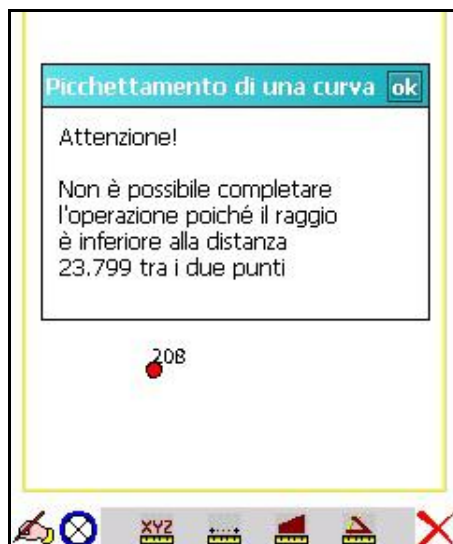 Picchettamento di una curva ok
Attenzione!
Non è possibile completare
l'operazione poiché il raggio
è inferiore alla distanza
23.799 tra i due punti
208
XYZ